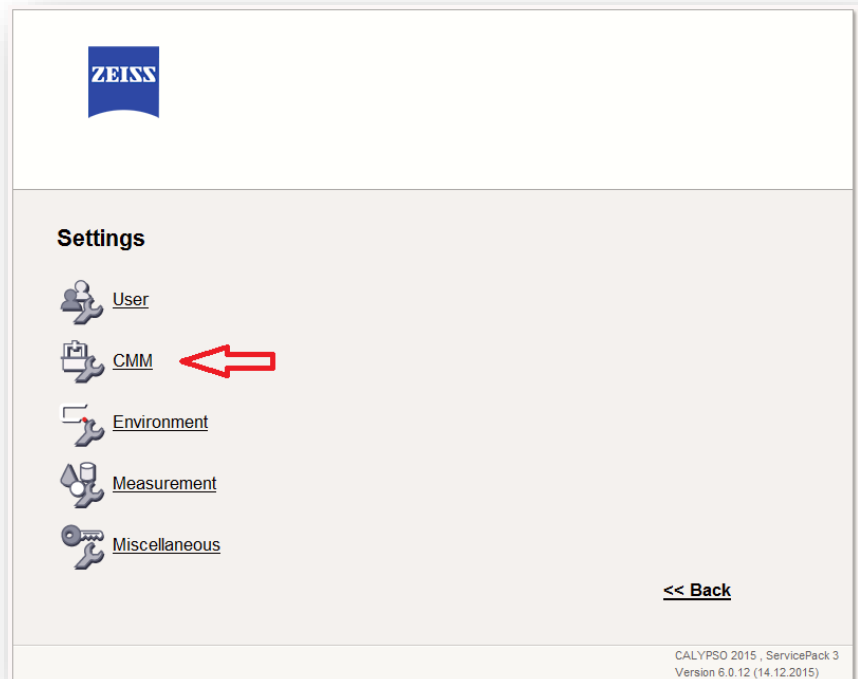 ZEISS
Settings
User
CMM
Environment
Measurement
Miscellaneous
<< Back
CALYPSO 2015 , ServicePack 3
Version 6.0.12 (14.12.2015)